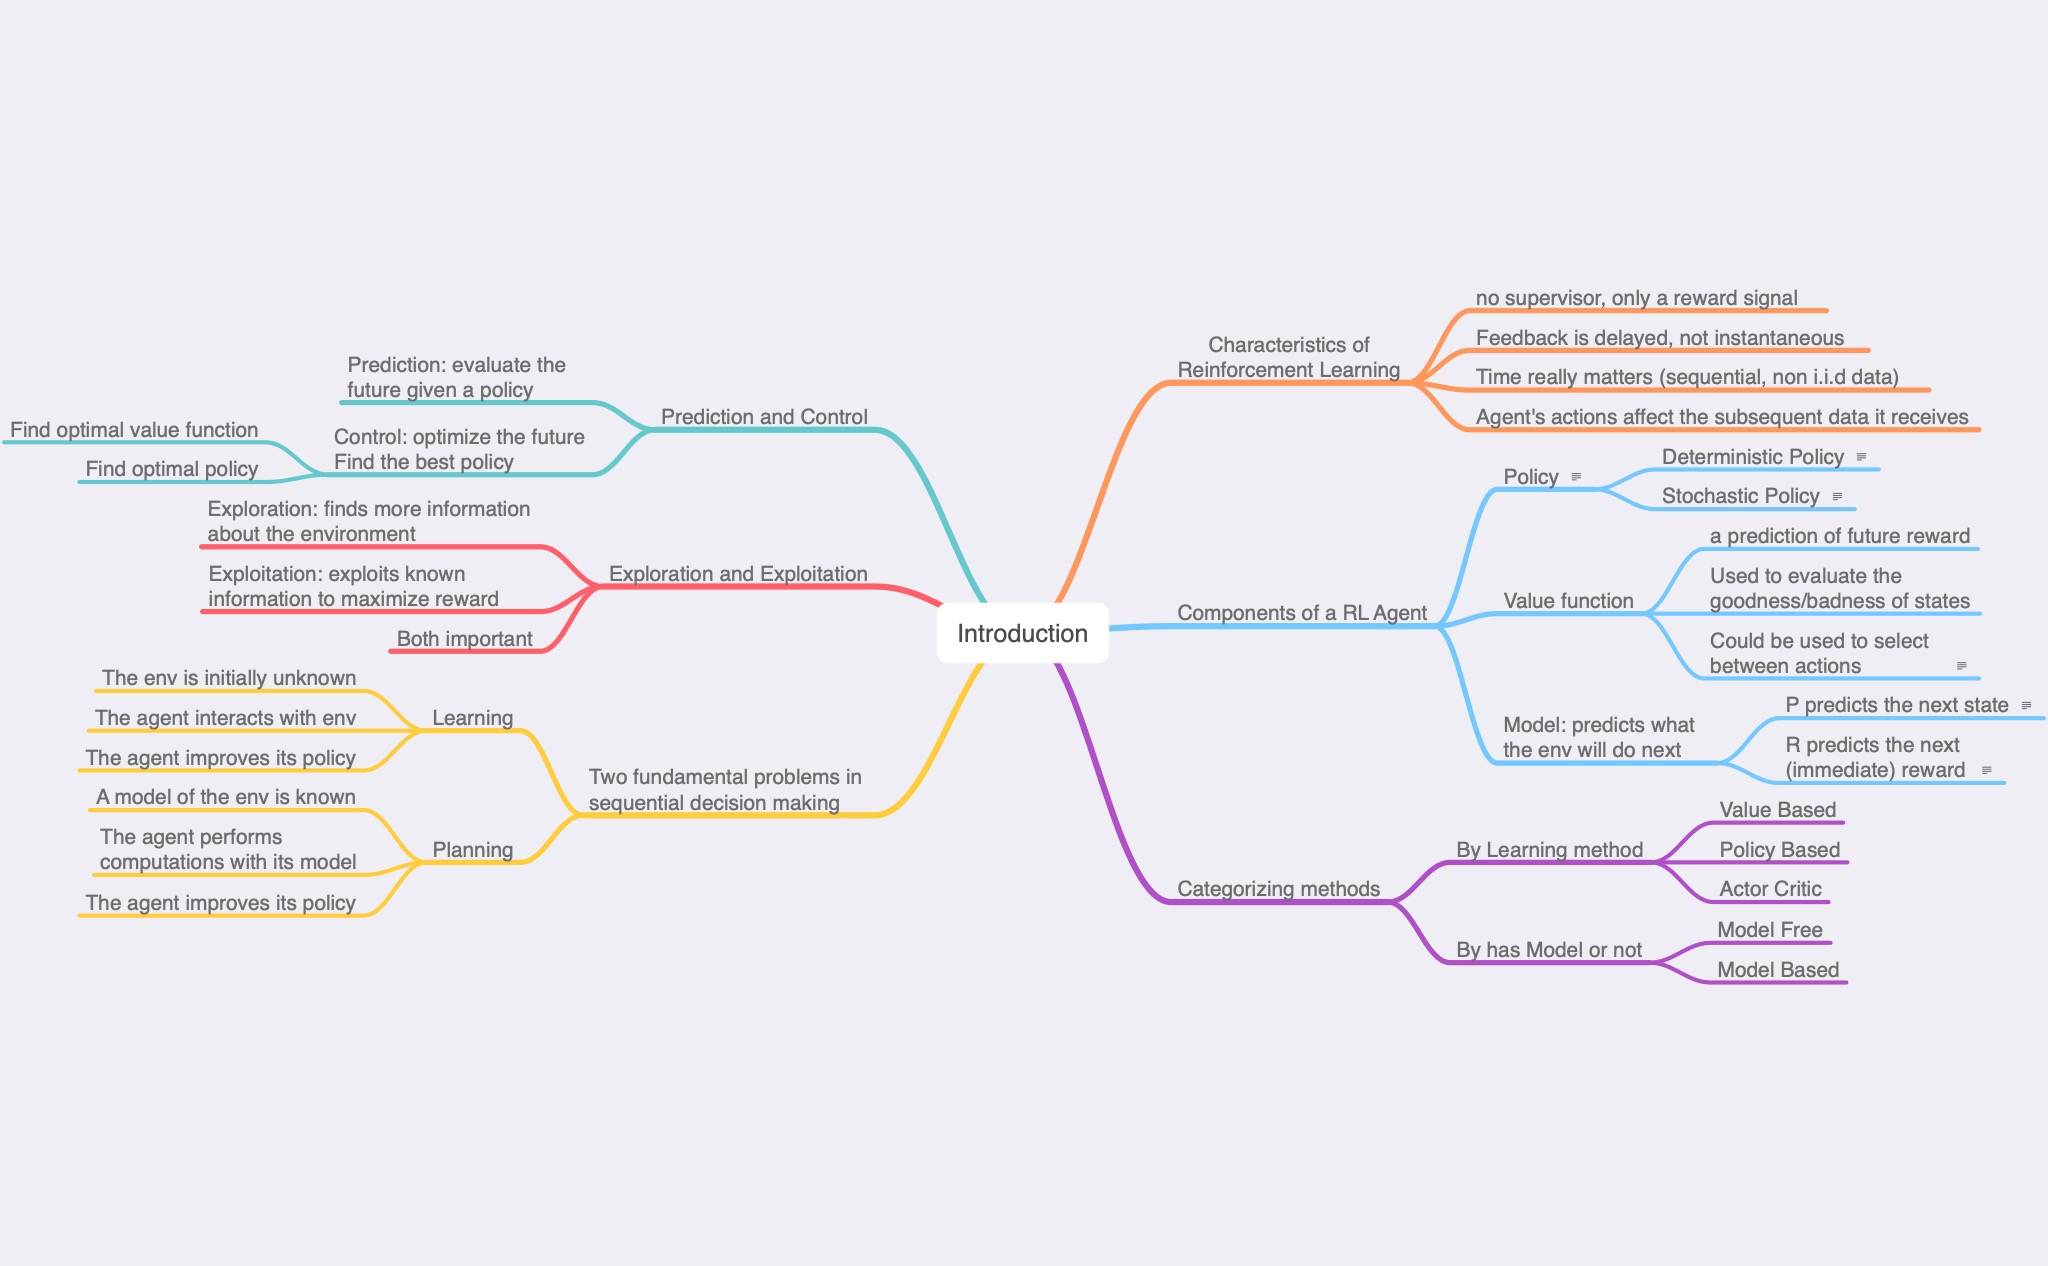 Introduction
Characteristics of
Reinforcement Learning
no supervisor, only a reward signal
Feedback is delayed, not instantaneous
Time really matters (sequential, non i.i.d data)
Agent's actions affect the subsequent data it receives
Components of a RL Agent
Policy
Deterministic Policy
Stochastic Policy
Value function
a prediction of future reward
Used to evaluate the
goodness/badness of states
Could be used to select
between actions
Model: predicts what
the env will do next
P predicts the next state
R predicts the next
(immediate) reward
Categorizing methods
By Learning method
Value Based
Policy Based
Actor Critic
By has Model or not
Model Free
Model Based
Prediction and Control
Prediction: evaluate the
future given a policy
Control: optimize the future
Find the best policy
Find optimal value function
Find optimal policy
Exploration and Exploitation
Exploration: finds more information
about the environment
Exploitation: exploits known
information to maximize reward
Both important
Two fundamental problems in
sequential decision making
Learning
The env is initially unknown
The agent interacts with env
The agent improves its policy
Planning
A model of the env is known
The agent performs
computations with its model
The agent improves its policy